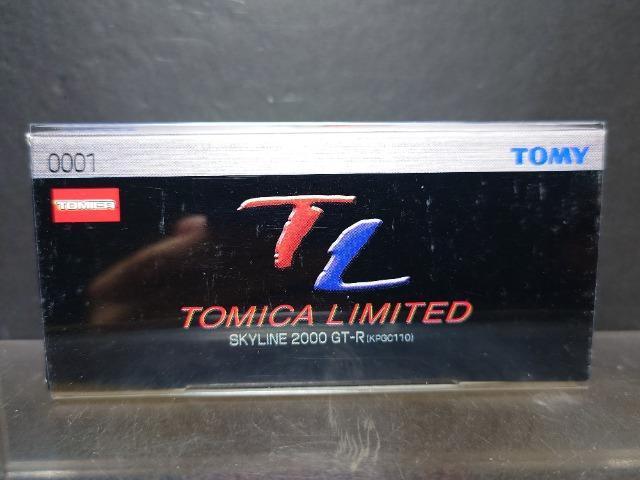 0001
TOMY
TOMICA
TL
TOMICA LIMITED
SKYLINE 2000 GT-R (KPGC110)